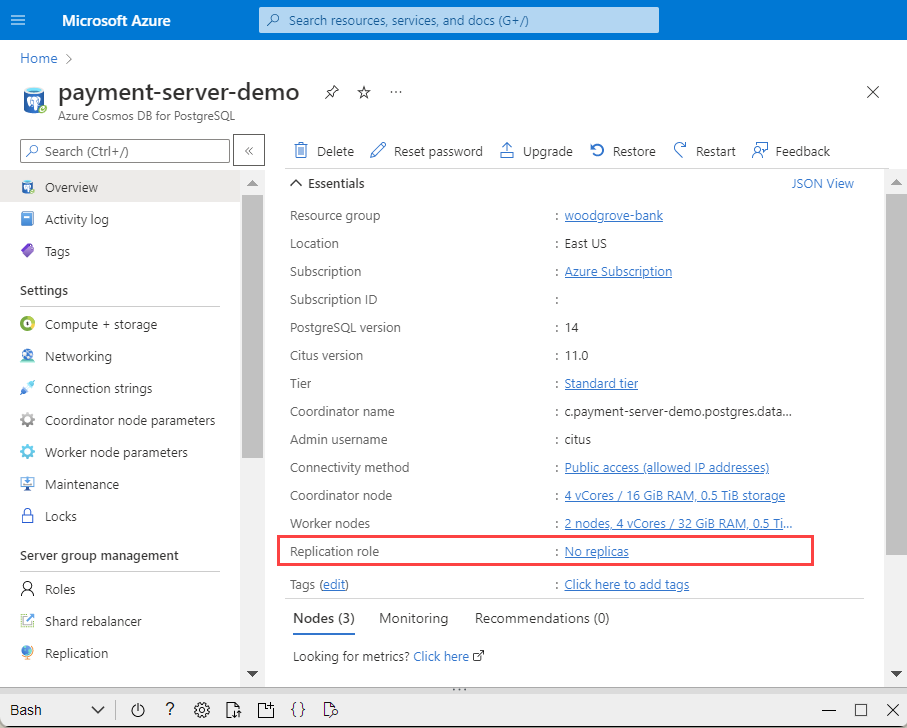 Microsoft Azure
Search resources, services, and docs (G+/)
Home >
payment-server-demo
Azure Cosmos DB for PostgreSQL
Search (Ctrl+/)
«
Overview
Activity log
Tags
Settings
Compute + storage
Networking
Connection strings
Coordinator node parameters
Worker node parameters
Maintenance
Locks
Server group management
Roles
Shard rebalancer
Replication
Delete Reset password Upgrade Restore Restart Feedback
Essentials JSON View
Resource group : woodgrove-bank
Location : East US
Subscription : Azure Subscription
Subscription ID :
PostgreSQL version : 14
Citus version : 11.0
Tier : Standard tier
Coordinator name : c.payment-server-demo.postgres.data...
Admin username : citus
Connectivity method : Public access (allowed IP addresses)
Coordinator node : 4 vCores / 16 GiB RAM, 0.5 TiB storage
Worker nodes : 2 nodes, 4 vCores / 32 GiB RAM, 0.5 Ti...
Replication role : No replicas
Tags (edit) : Click here to add tags
Nodes (3) Monitoring Recommendations (0)
Looking for metrics? Click here
Bash ? {}